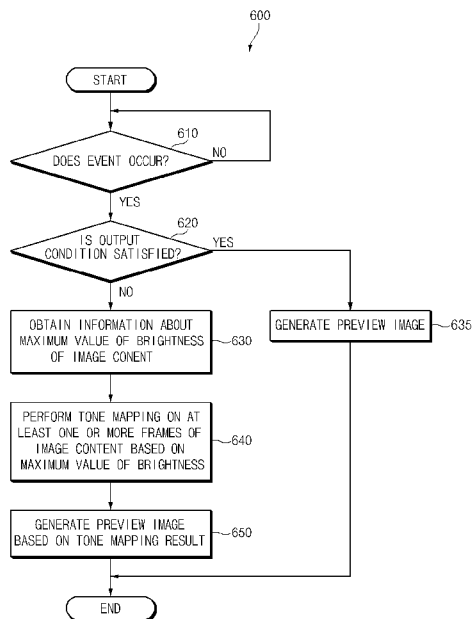 600
START
610
DOES EVENT OCCUR?
NO
YES
620
IS OUTPUT
CONDITION SATISFIED?
YES
NO
OBTAIN INFORMATION ABOUT
MAXIMUM VALUE OF BRIGHTNESS
OF IMAGE CONENT
630
GENERATE PREVIEW IMAGE
635
PERFORM TONE MAPPING ON AT
LEAST ONE OR MORE FRAMES OF
IMAGE CONTENT BASED ON
MAXIMUM VALUE OF BRIGHTNESS
640
GENERATE PREVIEW IMAGE
BASED ON TONE MAPPING RESULT
650
END